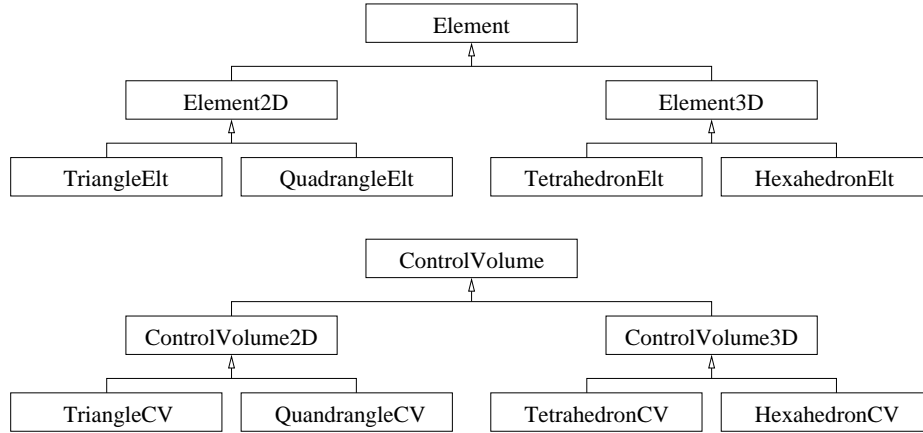 Element
Element2D
Element3D
TriangleElt
QuadrangleElt
TetrahedronElt
HexahedronElt
ControlVolume
ControlVolume2D
ControlVolume3D
TriangleCV
QuandrangleCV
TetrahedronCV
HexahedronCV